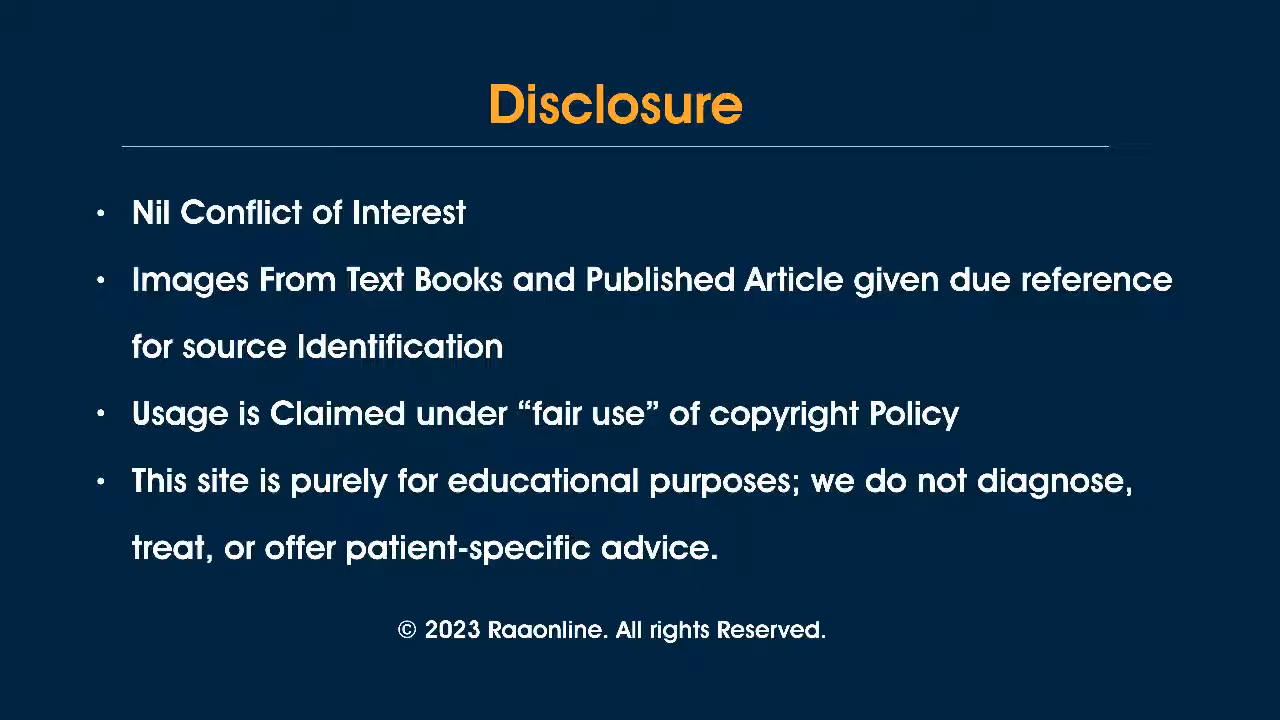 Disclosure
• Nil Conflict of Interest
• Images From Text Books and Published Article given due reference
for source Identification
• Usage is Claimed under “fair use” of copyright Policy
• This site is purely for educational purposes; we do not diagnose,
treat, or offer patient-specific advice.
© 2023 Raaonline. All rights Reserved.